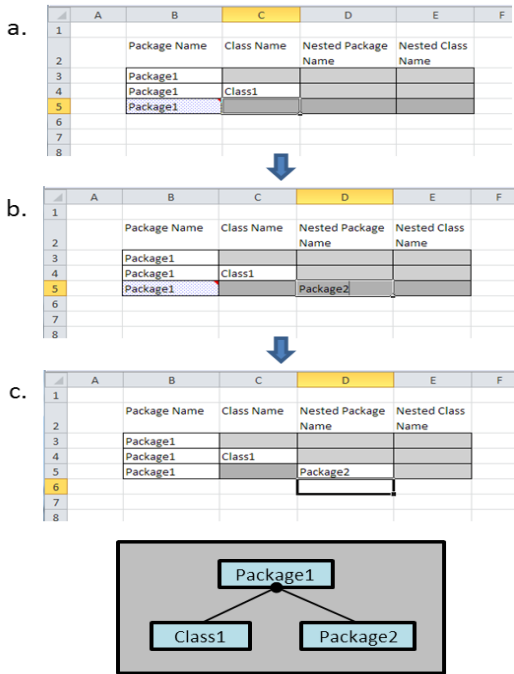 a.
A B C D E F
1
Package Name Class Name Nested Package Nested Class
2 Name Name
3 Package1
4 Package1 Class1
5 Package1
6
7
8
b.
A B C D E F
1
Package Name Class Name Nested Package Nested Class
2 Name Name
3 Package1
4 Package1 Class1
5 Package1 Package2
6
7
8
c.
A B C D E F
1
Package Name Class Name Nested Package Nested Class
2 Name Name
3 Package1
4 Package1 Class1
5 Package1 Package2
6
7
8
Package1
Class1 Package2